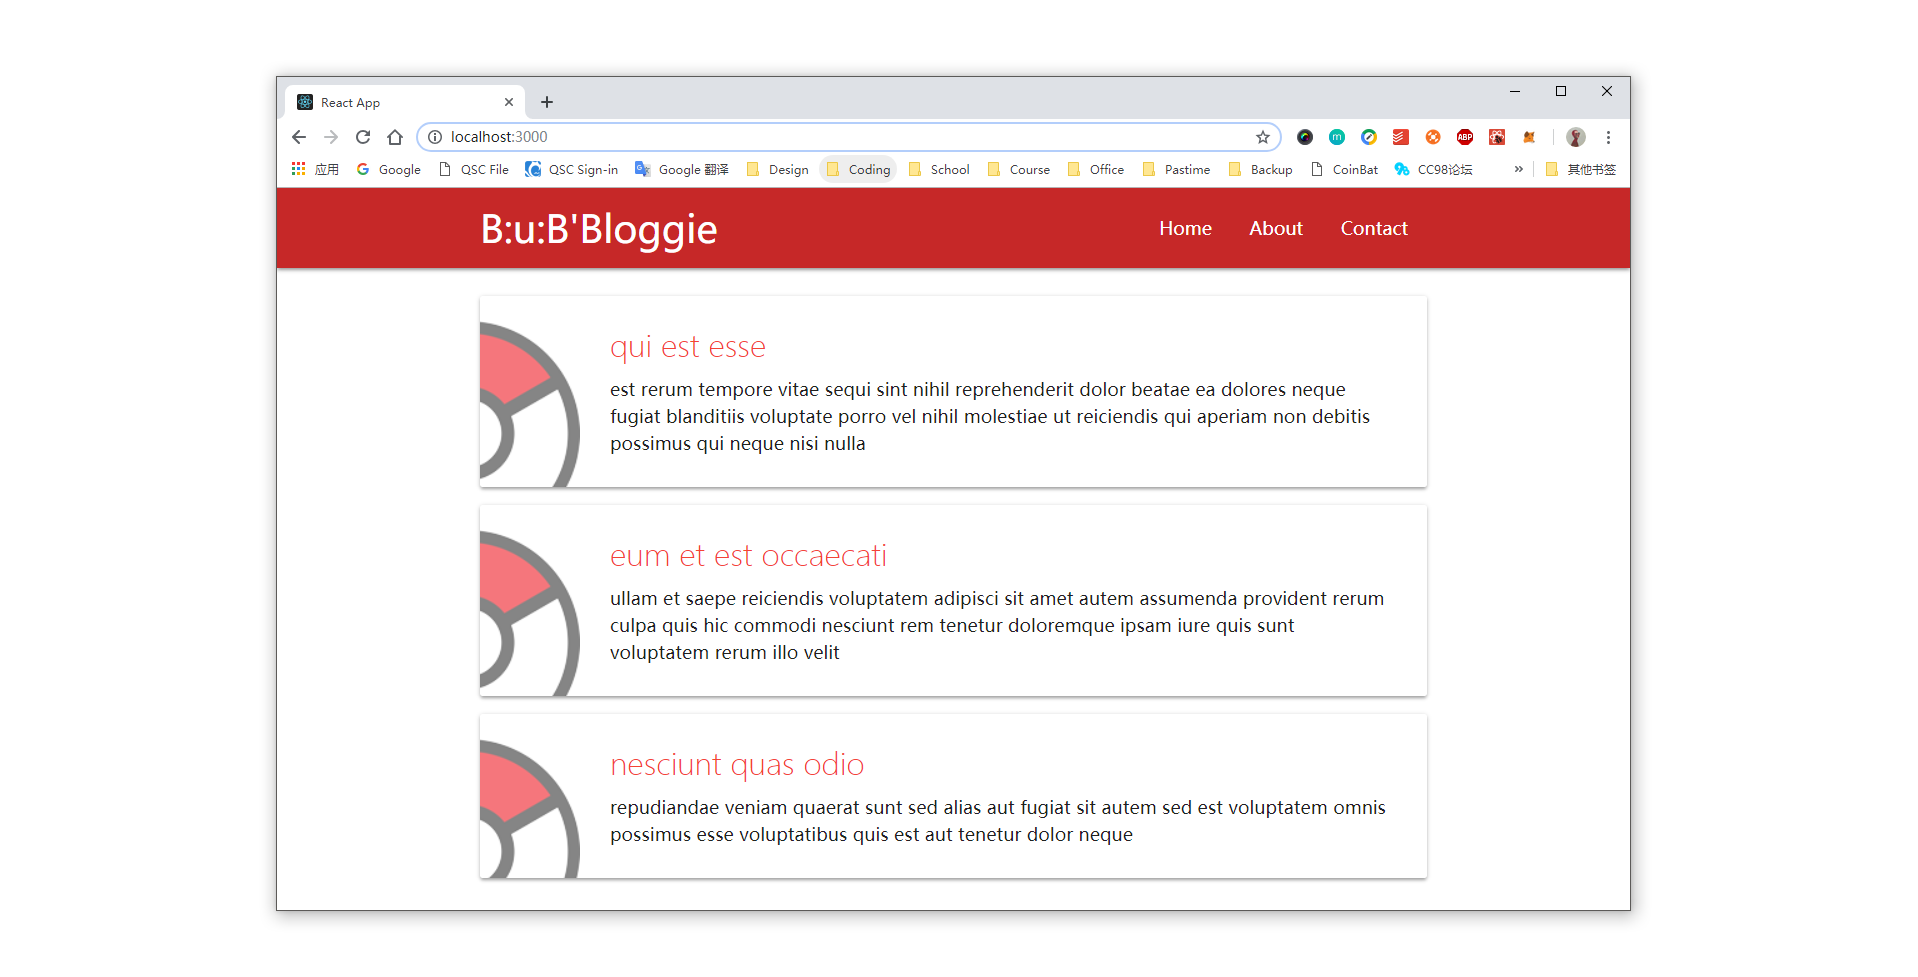 React App
localhost:3000
ABP
应用 Google QSC File QSC Sign-in Google 翻译 Design Coding School Course Office Pastime Backup CoinBat CC98论坛 » 其他书签
B:u:B'Bloggie Home About Contact
qui est esse
est rerum tempore vitae sequi sint nihil reprehenderit dolor beatae ea dolores neque
fugiat blanditiis voluptate porro vel nihil molestiae ut reiciendis qui aperiam non debitis
possimus qui neque nisi nulla
eum et est occaecati
ullam et saepe reiciendis voluptatem adipisci sit amet autem assumenda provident rerum
culpa quis hic commodi nesciunt rem tenetur doloremque ipsam iure quis sunt
voluptatem rerum illo velit
nesciunt quas odio
repudiandae veniam quaerat sunt sed alias aut fugiat sit autem sed est voluptatem omnis
possimus esse voluptatibus quis est aut tenetur dolor neque